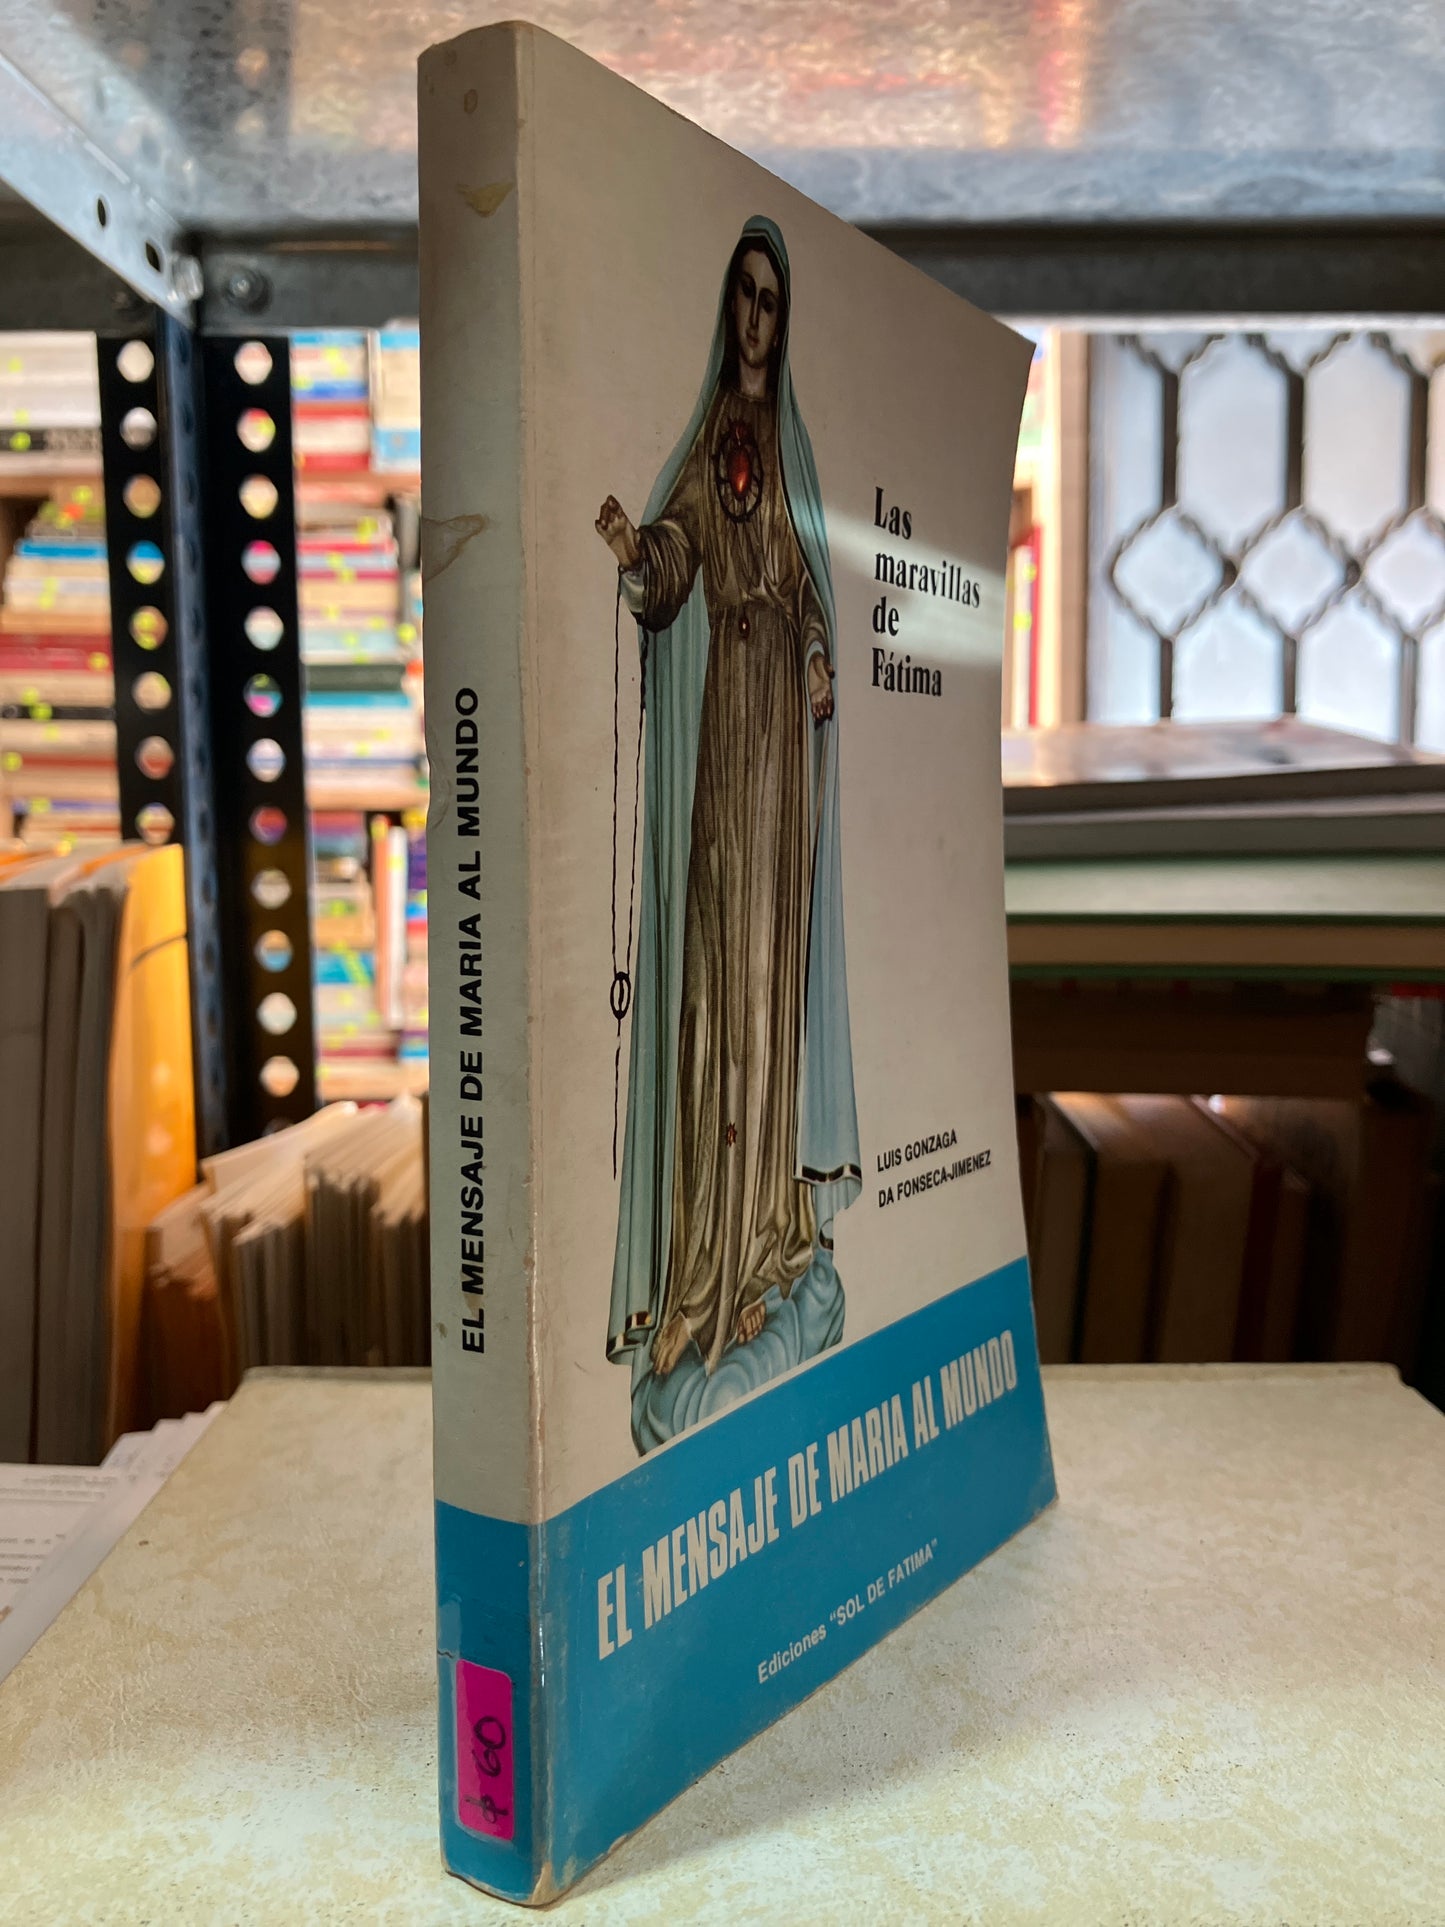 EL MENSAJE DE MARIA AL MUNDO
Las
maravillas
de
Fátima
LUIS GONZAGA
DA FONSECA-JIMENEZ
EL MENSAJE DE MARIA AL MUNDO
Ediciones "SOL DE FATIMA"
$ 60